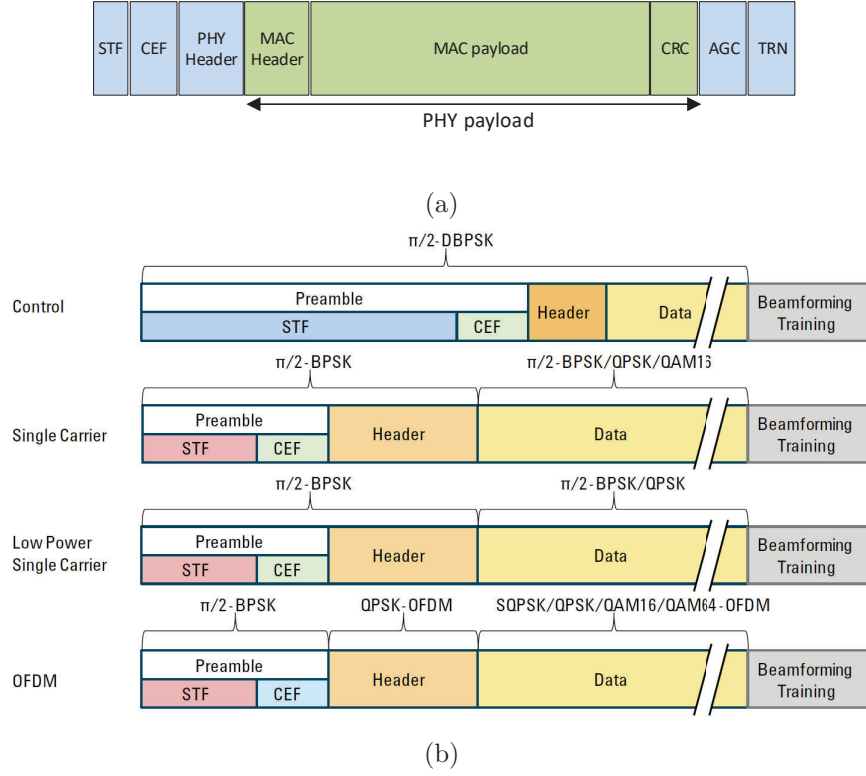 STF CEF PHY Header MAC Header MAC payload CRC AGC TRN
PHY payload
(a)
π/2-DBPSK
Control
Preamble
STF CEF Header Data Beamforming Training
π/2-BPSK π/2-BPSK/QPSK/QAM16
Single Carrier
Preamble
STF CEF Header Data Beamforming Training
π/2-BPSK π/2-BPSK/QPSK
Low Power
Single Carrier
Preamble
STF CEF Header Data Beamforming Training
π/2-BPSK QPSK-OFDM SQPSK/QPSK/QAM16/QAM64-OFDM
OFDM
Preamble
STF CEF Header Data Beamforming Training
(b)